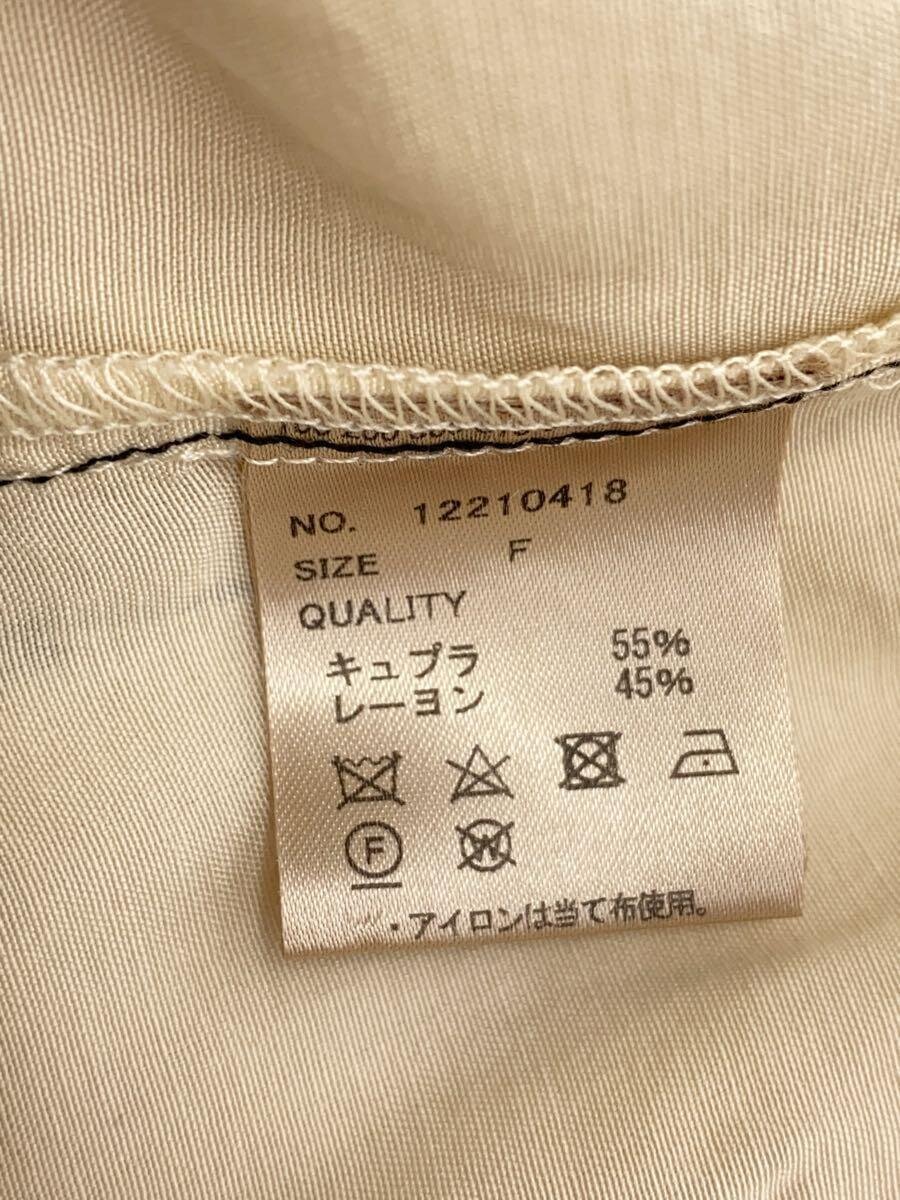 NO. 12210418
SIZE F
QUALITY
キュプラ 55%
レーヨン 45%
F W
・アイロンは当て布使用。